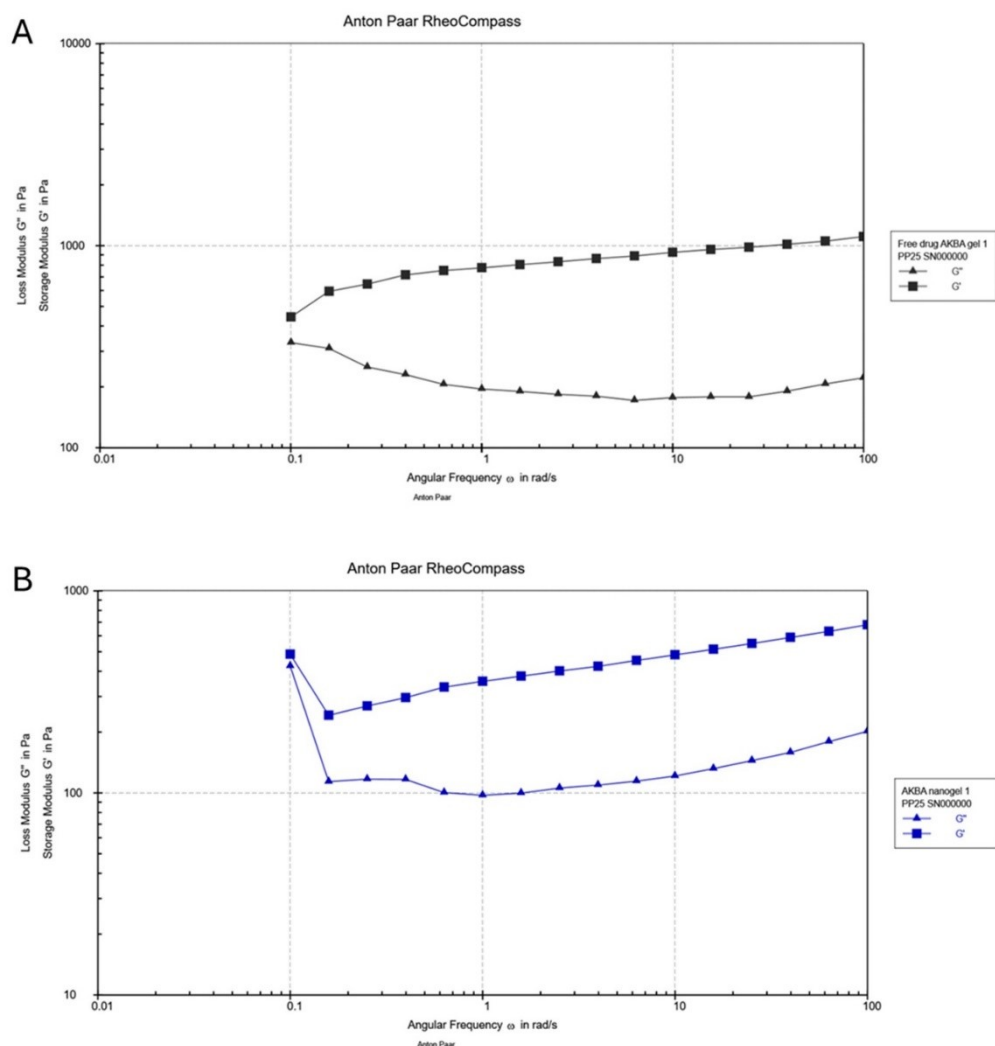 A
Anton Paar RheoCompass
10000
1000
100
Loss Modulus G'' in Pa
Storage Modulus G' in Pa
0.01
0.1
1
10
100
Angular Frequency ω in rad/s
Anton Paar
Free drug AKBA gel 1
PP25 SN000000
G''
G'
B
Anton Paar RheoCompass
1000
100
10
Loss Modulus G'' in Pa
Storage Modulus G' in Pa
0.01
0.1
1
10
100
Angular Frequency ω in rad/s
Anton Paar
AKBA nanogel 1
PP25 SN000000
G''
G'